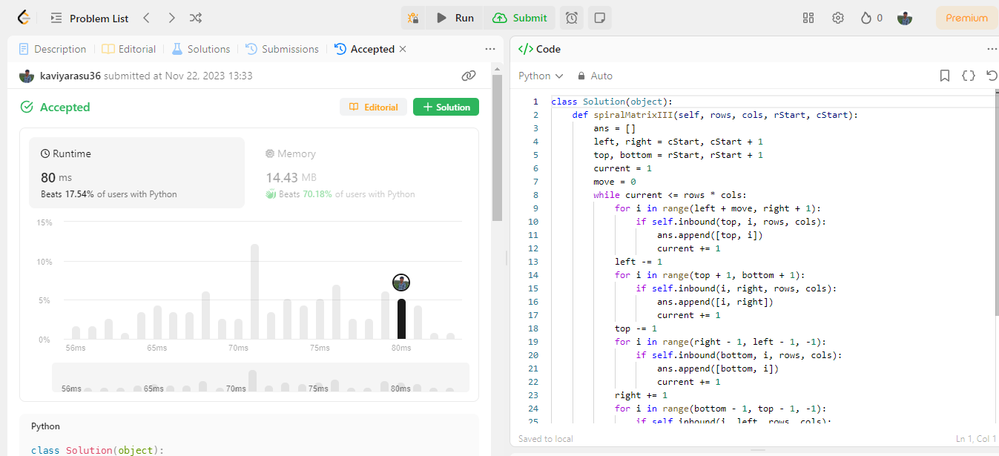 Problem List
Run
Submit
0
Premium
Description
Editorial
Solutions
Submissions
Accepted
kaviyarasu36 submitted at Nov 22, 2023 13:33
Accepted
Editorial
Solution
Runtime
80 ms
Beats 17.54% of users with Python
Memory
14.43 MB
Beats 70.18% of users with Python
15%
10%
5%
0%
56ms 65ms 70ms 75ms 80ms
56ms 65ms 70ms 75ms 80ms
Python
class Solution(object):
</> Code
Python
Auto
1 class Solution(object):
2     def spiralMatrixIII(self, rows, cols, rStart, cStart):
3         ans = []
4         left, right = cStart, cStart + 1
5         top, bottom = rStart, rStart + 1
6         current = 1
7         move = 0
8         while current <= rows * cols:
9             for i in range(left + move, right + 1):
10                 if self.inbound(top, i, rows, cols):
11                     ans.append([top, i])
12                     current += 1
13             left -= 1
14             for i in range(top + 1, bottom + 1):
15                 if self.inbound(i, right, rows, cols):
16                     ans.append([i, right])
17                     current += 1
18             top -= 1
19             for i in range(right - 1, left - 1, -1):
20                 if self.inbound(bottom, i, rows, cols):
21                     ans.append([bottom, i])
22                     current += 1
23             right += 1
24             for i in range(bottom - 1, top - 1, -1):
25                 if self.inbound(i, left, rows, cols):
Saved to local
Ln 1, Col 1